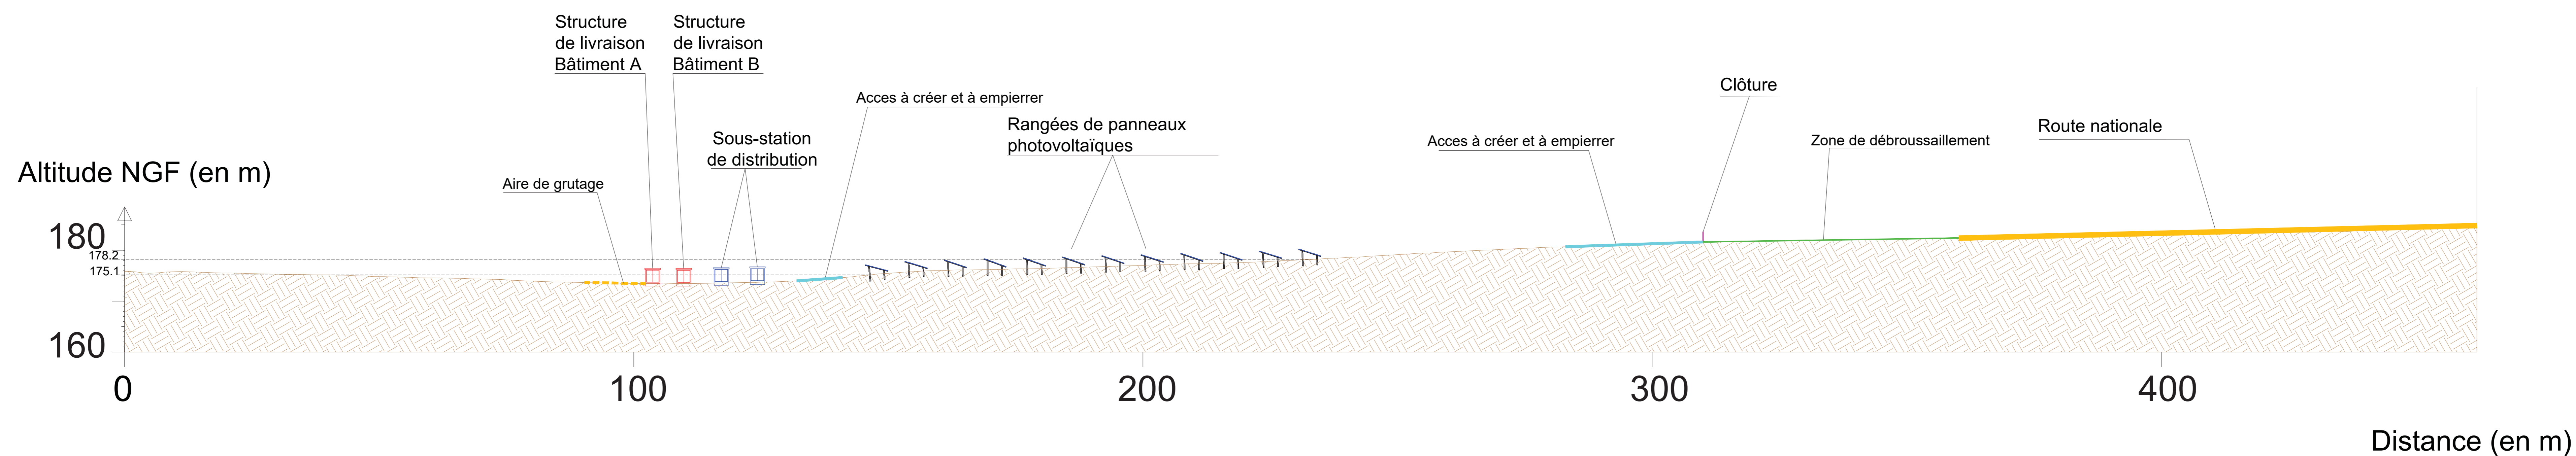 Structure
de livraison
Bâtiment A
Structure
de livraison
Bâtiment B
Acces à créer et à empierrer
Clôture
Sous-station
de distribution
Rangées de panneaux
photovoltaïques
Acces à créer et à empierrer
Zone de débroussaillement
Route nationale
Altitude NGF (en m)
Aire de grutage
180
178.2
175.1
160
0
100
200
300
400
Distance (en m)